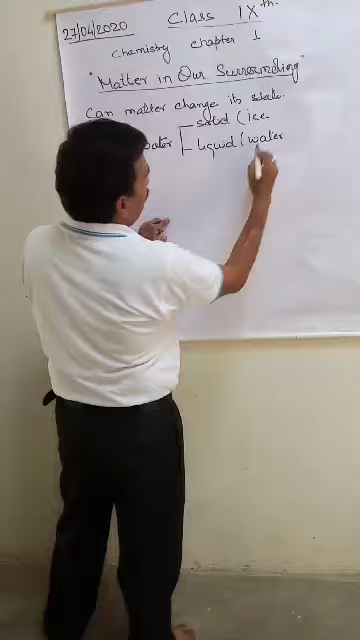 27/04/2020 Class IX th.
Chemistry chapter 1
"Matter in Our Surrounding"
Can matter change its state.
solid (ice
water liquid (water